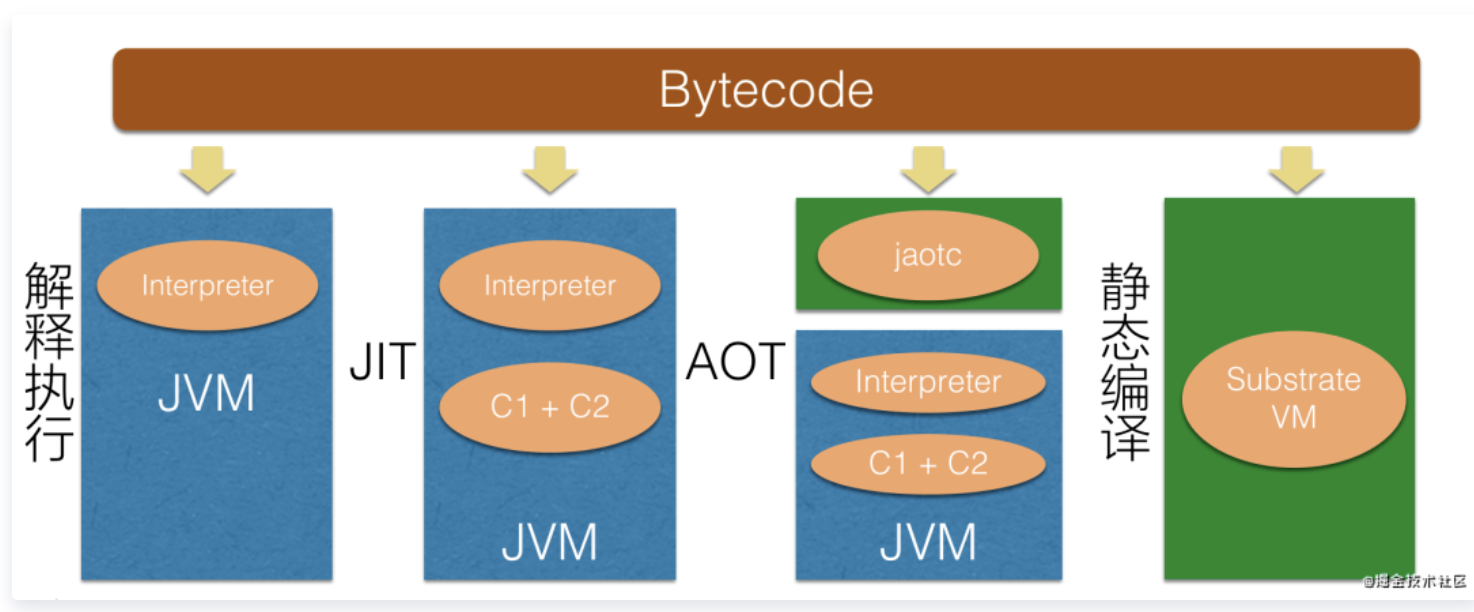 Bytecode
解释执行
Interpreter
JVM
JIT
Interpreter
C1 + C2
JVM
AOT
jaotc
Interpreter
C1 + C2
JVM
静态编译
Substrate
VM
@掘金技术社区